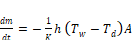 dm/dt = − 1/K h (T_w − T_d)A